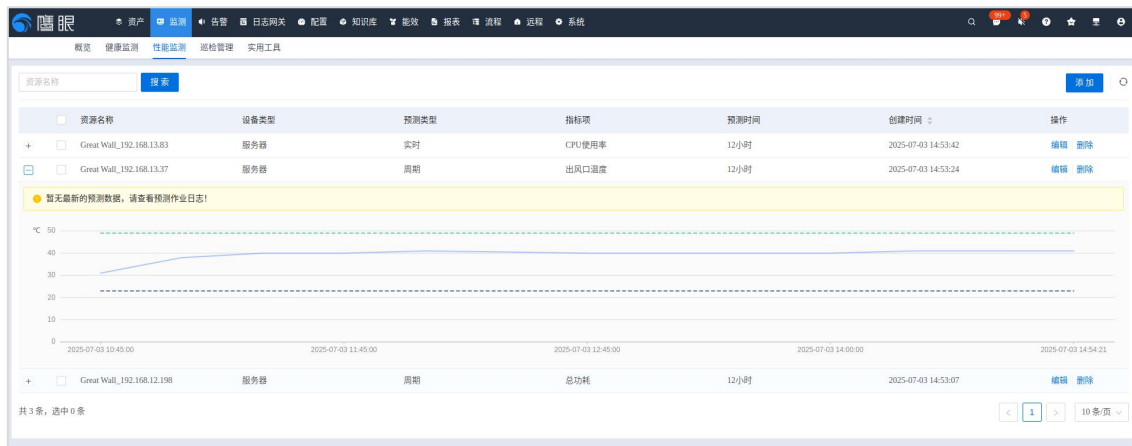 鹰眼 资产 监测 告警 日志网关 配置 知识库 能效 报表 流程 远程 系统 99+ 5
概览 健康监测 性能监测 巡检管理 实用工具
资源名称 搜索 添加
资源名称 设备类型 预测类型 指标项 预测时间 创建时间 操作
+ Great Wall_192.168.13.83 服务器 实时 CPU使用率 12小时 2025-07-03 14:53:42 编辑 删除
Great Wall_192.168.13.37 服务器 周期 出风口温度 12小时 2025-07-03 14:53:24 编辑 删除
暂无最新的预测数据，请查看预测作业日志！
℃ 50
40
30
20
10
0
2025-07-03 10:45:00 2025-07-03 11:45:00 2025-07-03 12:45:00 2025-07-03 14:00:00 2025-07-03 14:54:21
+ Great Wall_192.168.12.198 服务器 周期 总功耗 12小时 2025-07-03 14:53:07 编辑 删除
共 3 条，选中 0 条 < 1 > 10 条/页